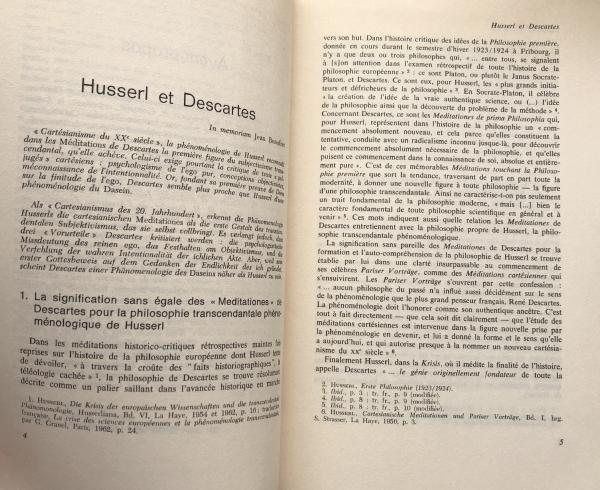 Husserl et Descartes
In memoriam Jean
« Cartésianisme du XXe siècle », la phénoménologie de Husserl reconnaît
dans les Méditations de Descartes la première figure du subjectivisme trans-
cendantal, qu'elle achève. Celui-ci exige pourtant la critique de trois « pré-
jugés » cartésiens : psychologisme de l'ego pur, conceptions objectivistes,
méconnaissance de l'intentionnalité. Or, fondant sa première preuve de Dieu
sur la finitude de l'ego, Descartes semble plus proche que Husserl d'une
phénoménologie du Dasein.
Als « Cartesianismus des 20. Jahrhundert », erkennt die Phänomenologie
Husserls die cartesianischen Meditationes als die erste Gestalt des
dentalen Subjektivismus, das sie selbst vollbringt. Es verlangt jedoch, dass
drei « Vorurteile » Descartes kritisiert werden : die psychologische
Missdeutung des reinen ego, das Festhalten am Objektivismus, und die
Verfehlung der wahren Intentionalität der ichlichen Akte. Aber, weil
erster Gottesbeweis auf dem Gedanken der Endlichkeit des ich gründet,
scheint Descartes einer Phänomenologie des Daseins näher als Husserl zu sein.
1. La signification sans égale des « Meditationes » de
Descartes pour la philosophie transcendantale phéno-
ménologique de Husserl
Dans les méditations historico-critiques rétrospectives maintes fois
reprises sur l'histoire de la philosophie européenne dont Husserl tente
de dévoiler, « à travers la croûte des "faits historiographiques", la
téléologie cachée » 1, la philosophie de Descartes se trouve résolument
décrite comme un palier saillant dans l'avancée historique en marche
1. Husserl, Die Krisis der europäischen Wissenschaften und die transzendentale
Phänomenologie, Husserliana, Bd. VI, La Haye, 1954 et 1962, p. 16 ; traduction
française, La crise des sciences européennes et la phénoménologie transcendantale
par G. Granel, Paris, 1962, p. 24.
4
Husserl et Descartes
vers son but. Dans l'histoire critique des idées de la Philosophie première,
donnée en cours durant le semestre d'hiver 1923/1924 à Fribourg, il
n'y a que deux ou trois philosophes qui, « ... entre tous, se signalent
à [s]on attention dans l'examen rétrospectif de toute l'histoire de la
philosophie européenne » 2 : ce sont Platon, ou plutôt le Janus Socrate-
Platon, et Descartes. Ce sont eux, pour Husserl, les « plus grands initia-
teurs et défricheurs de la philosophie » 3. En Socrate-Platon, il célèbre
« la création de l'idée de la vraie authentique science, ou (...) l'idée
de la philosophie ainsi que la découverte du problème de la méthode » 4.
Concernant Descartes, ce sont les Meditationes de prima Philosophia qui,
pour Husserl, représentent dans l'histoire de la philosophie un « com-
mencement absolument nouveau, et cela parce qu'elles constituent la
tentative, conduite avec un radicalisme inconnu jusque-là, pour découvrir
le commencement absolument nécessaire de la philosophie, et qu'elles
puisent ce commencement dans la connaissance de soi, absolue et entière-
ment pure ». C'est de ces mémorables Méditations touchant la Philoso-
phie première que sort la tendance, traversant de part en part toute la
modernité, à donner une nouvelle figure à toute philosophie — la figure
d'une philosophie transcendantale. Ainsi ne caractérise-t-on pas seulement
un trait fondamental de la philosophie moderne, « mais [...] bien le
caractère fondamental de toute philosophie scientifique en général et à
venir » 5. Ces mots indiquent aussi quelle relation les Meditationes de
Descartes entretiennent avec la philosophie propre de Husserl, la philo-
sophie transcendantale phénoménologique.
La signification sans pareille des Meditationes de Descartes pour la
formation et l'auto-compréhension de la philosophie de Husserl se trouve
établie par lui dans une clarté insurpassable au commencement de
ses célèbres Pariser Vorträge, comme des Méditations cartésiennes qui
s'ensuivirent. Les Pariser Vorträge s'ouvrent par cette confession :
« ... aucun philosophe du passé n'a influé aussi décidément sur le sens
de la phénoménologie que le plus grand penseur français, René Descartes.
La phénoménologie doit l'honorer comme son authentique ancêtre. C'est
tout à fait directement — que cela soit dit clairement — que l'étude des
méditations cartésiennes est intervenue dans la figure nouvelle prise par
la phénoménologie en devenir, et lui a donné la forme et le sens qu'elle
a aujourd'hui, et qui autorise presque à la nommer un nouveau cartésia-
nisme du XXe siècle » 6.
Finalement Husserl, dans la Krisis, où il médite la finalité de l'histoire,
appelle Descartes « ... le génie originellement fondateur de toute la
2. Husserl, Erste Philosophie (1923/1924).
3. Ibid., p. 3 ; tr. fr., p. 9 (modifiée).
4. Ibid., p. 8 ; tr. fr., p. 9 (modifiée).
5. Ibid., p. 8 ; tr. fr., p. 10 (modifiée).
6. Husserl, Cartesianische Meditationen und Pariser Vorträge, Bd. I, hrg.
S. Strasser, La Haye, 1950, p. 3.
5